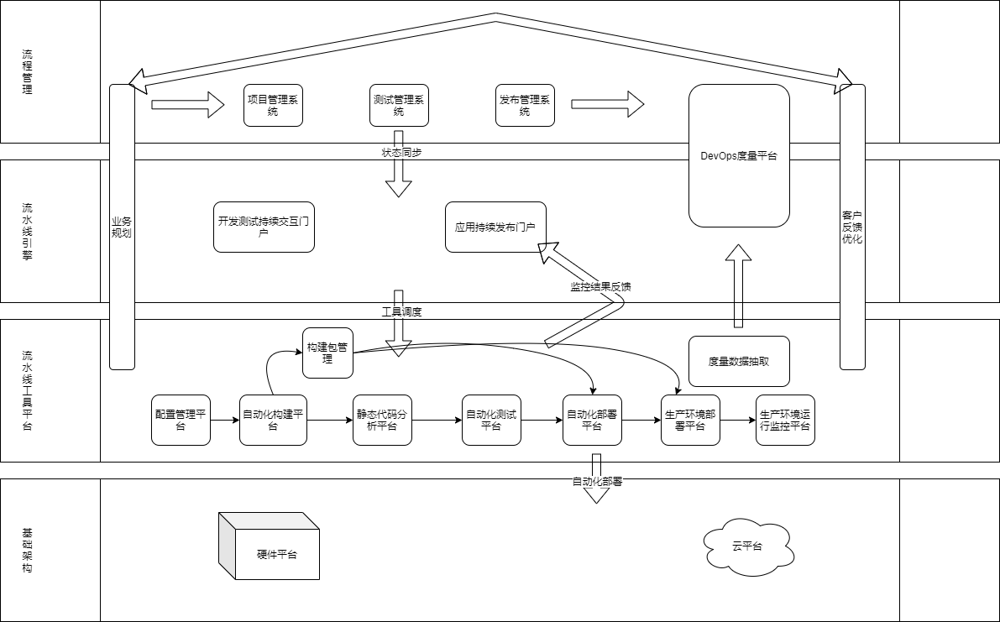 流
程
管
理
项目管理系
统
测试管理系
统
发布管理系
统
DevOps度量平台
状态同步
流
水
线
引
擎
业务
规划
开发测试持续交互门
户
应用持续发布门户
客户
反馈
优化
监控结果反馈
工具调度
流
水
线
工
具
平
台
构建包管
理
度量数据抽取
配置管理平
台
自动化构建平
台
静态代码分
析平台
自动化测试
平台
自动化部署
平台
生产环境部
署平台
生产环境运
行监控平台
自动化部署
基
础
架
构
硬件平台
云平台